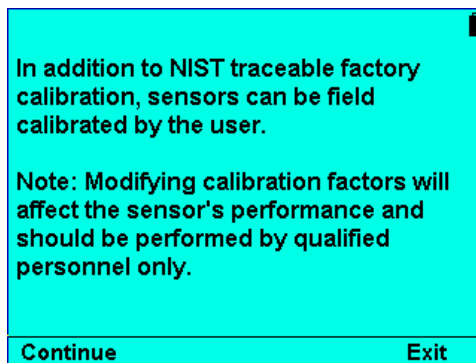 In addition to NIST traceable factory
calibration, sensors can be field
calibrated by the user.
Note: Modifying calibration factors will
affect the sensor's performance and
should be performed by qualified
personnel only.
Continue Exit